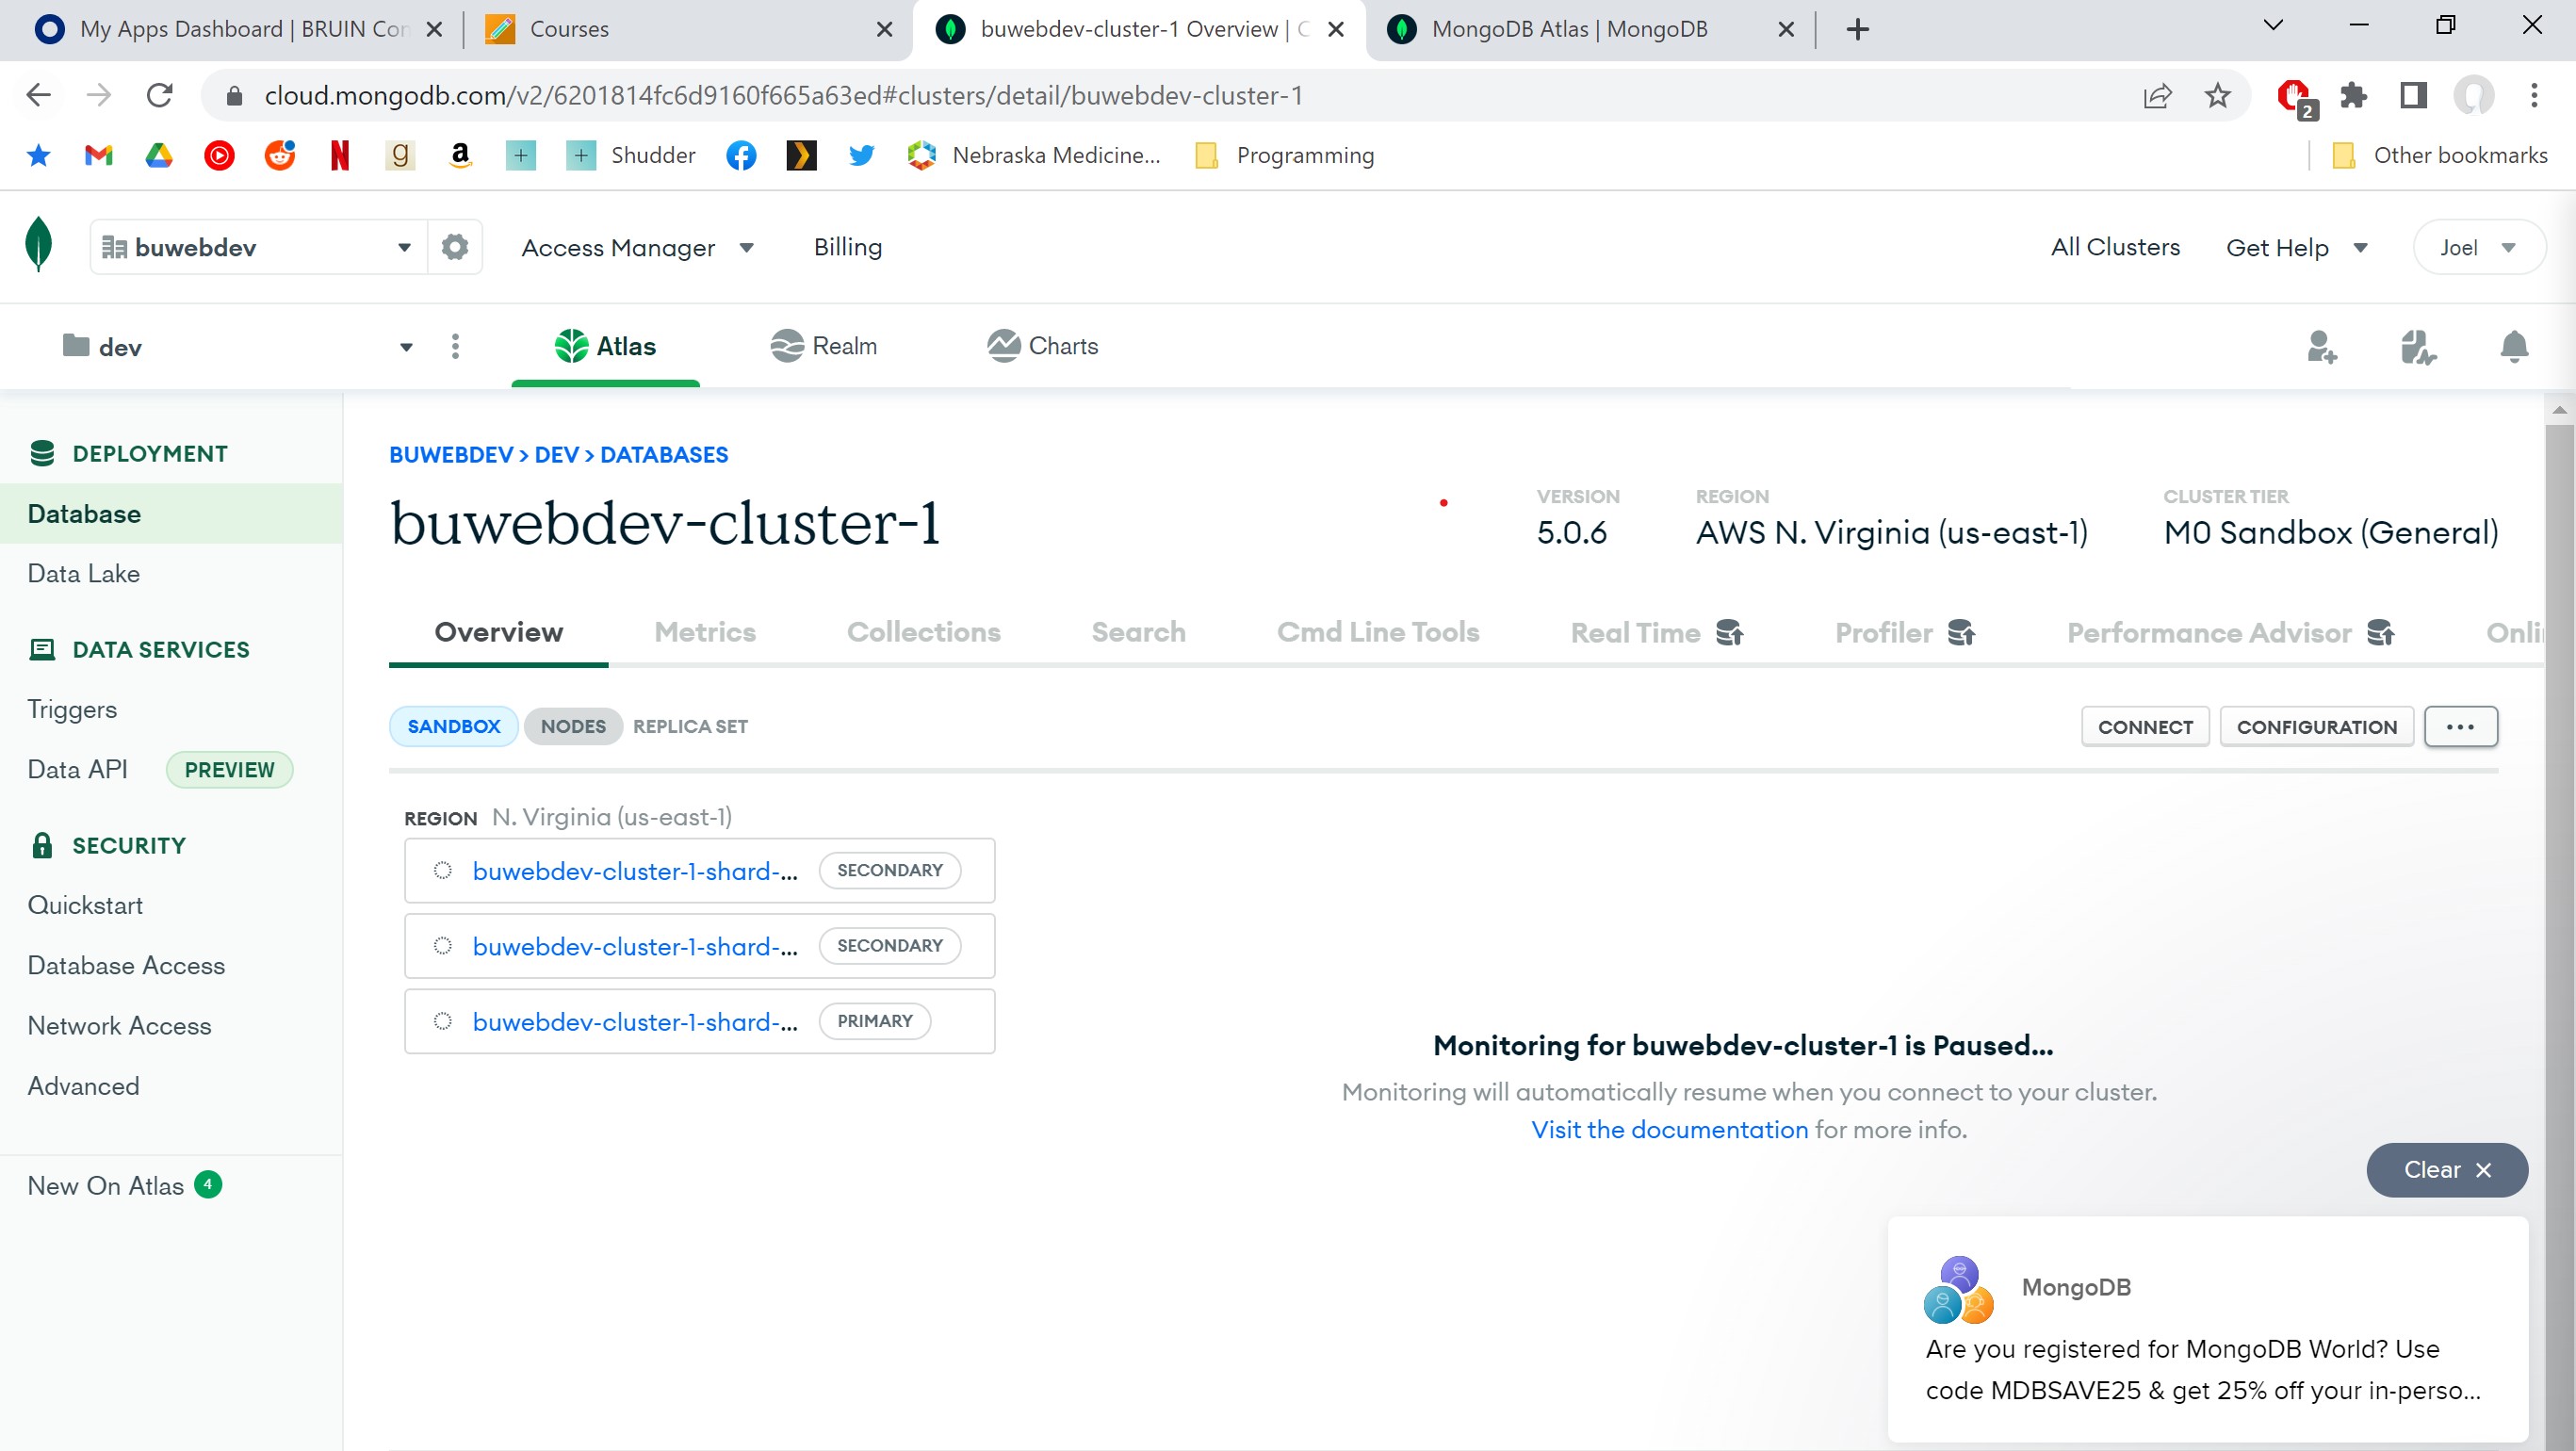 My Apps Dashboard | BRUIN Con
Courses
buwebdev-cluster-1 Overview | C
MongoDB Atlas | MongoDB
cloud.mongodb.com/v2/6201814fc6d9160f665a63ed#clusters/detail/buwebdev-cluster-1
2
Shudder
Nebraska Medicine...
Programming
Other bookmarks
buwebdev
Access Manager
Billing
All Clusters
Get Help
Joel
dev
Atlas
Realm
Charts
DEPLOYMENT
Database
Data Lake
DATA SERVICES
Triggers
Data API PREVIEW
SECURITY
Quickstart
Database Access
Network Access
Advanced
New On Atlas 4
BUWEBDEV > DEV > DATABASES
buwebdev-cluster-1
VERSION
5.0.6
REGION
AWS N. Virginia (us-east-1)
CLUSTER TIER
M0 Sandbox (General)
Overview
Metrics
Collections
Search
Cmd Line Tools
Real Time
Profiler
Performance Advisor
Onli
SANDBOX NODES REPLICA SET
CONNECT
CONFIGURATION
...
REGION N. Virginia (us-east-1)
buwebdev-cluster-1-shard-... SECONDARY
buwebdev-cluster-1-shard-... SECONDARY
buwebdev-cluster-1-shard-... PRIMARY
Monitoring for buwebdev-cluster-1 is Paused...
Monitoring will automatically resume when you connect to your cluster.
Visit the documentation for more info.
Clear
MongoDB
Are you registered for MongoDB World? Use
code MDBSAVE25 & get 25% off your in-perso...